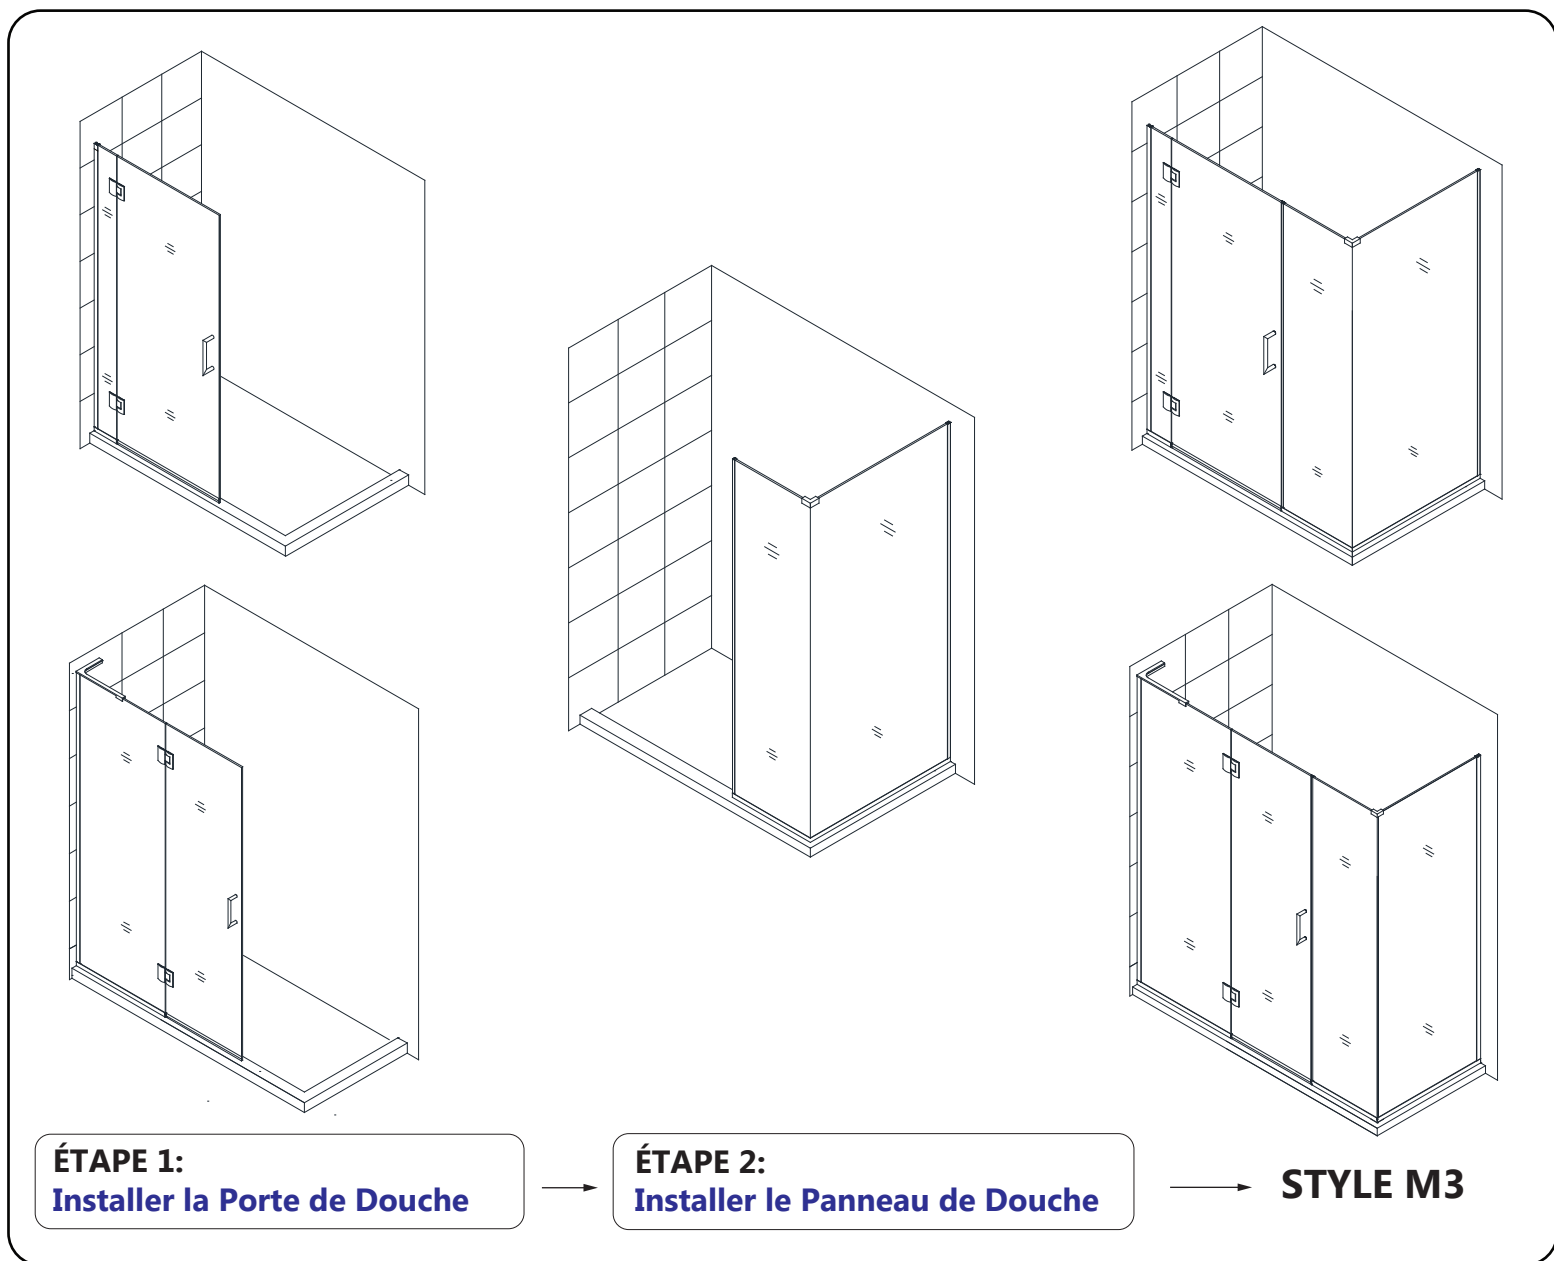 ÉTAPE 1:
Installer la Porte de Douche
ÉTAPE 2:
Installer le Panneau de Douche
STYLE M3